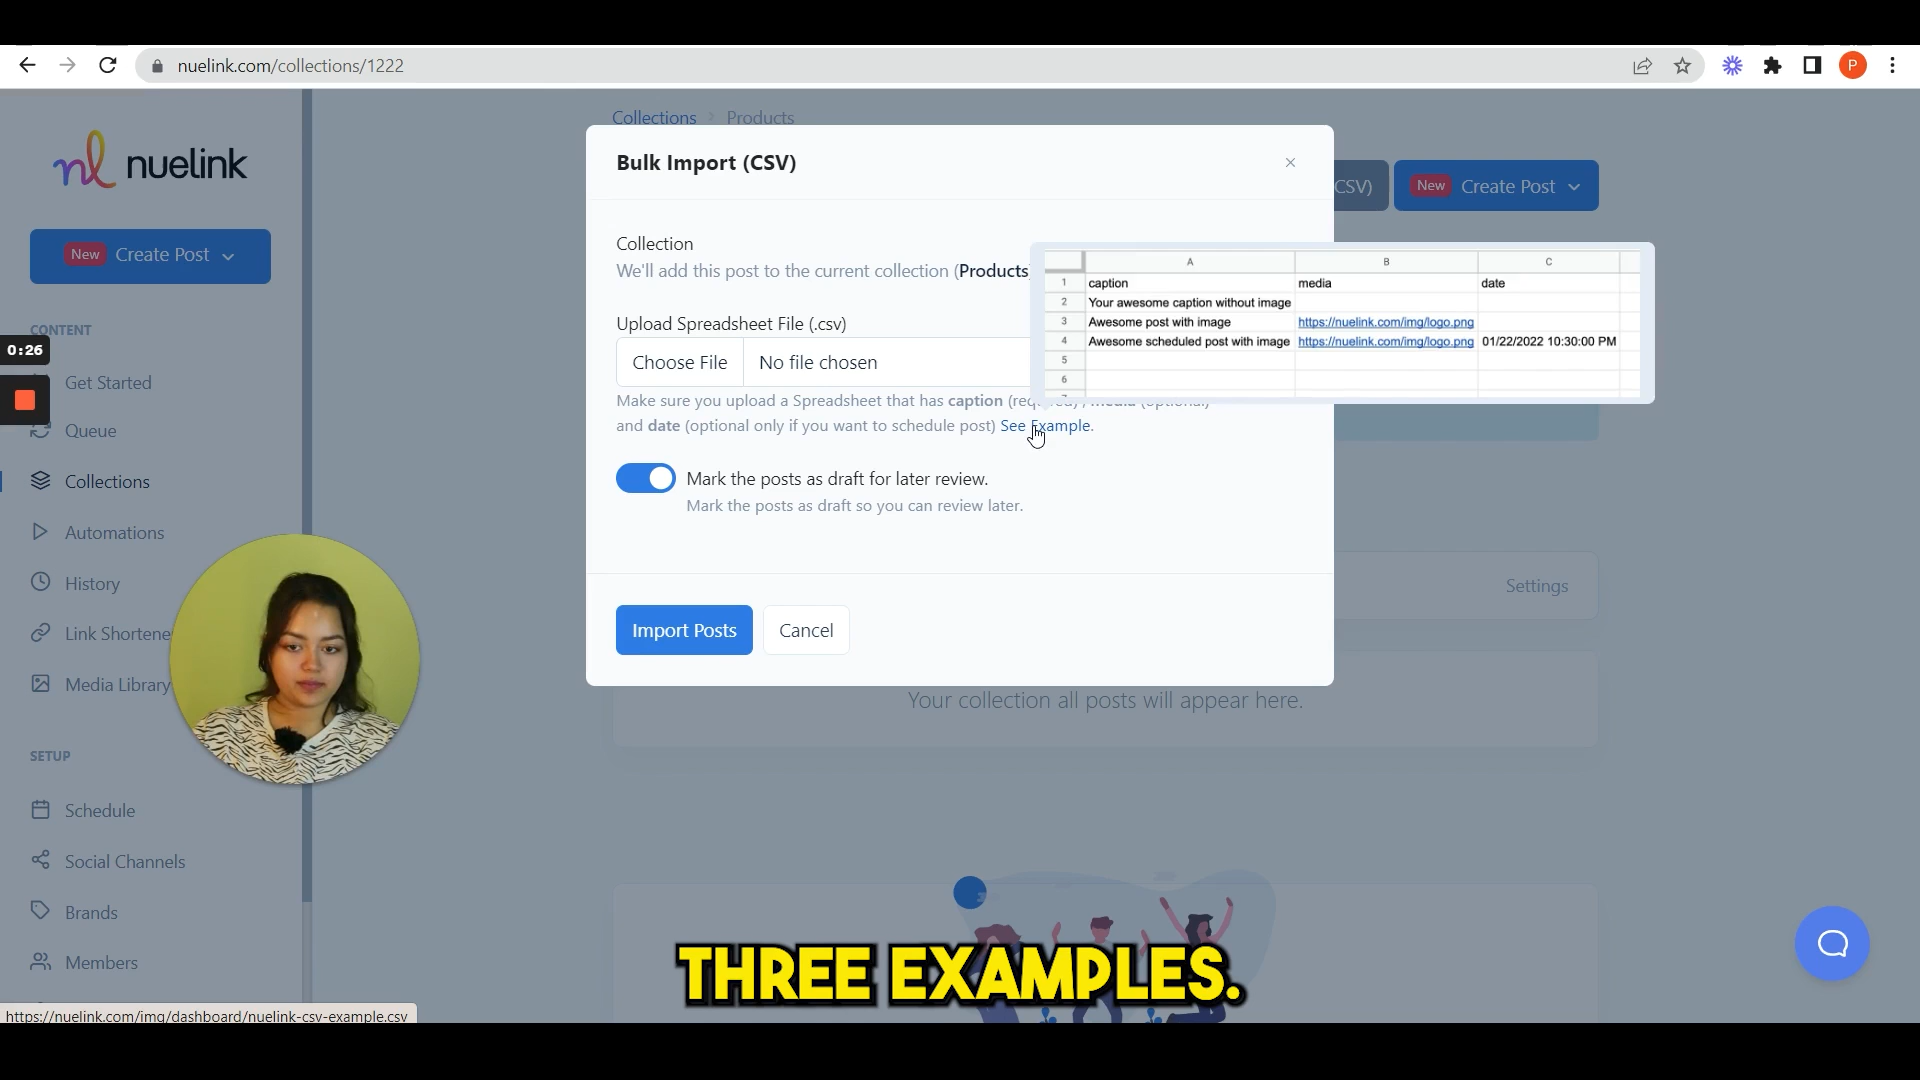 nuelink.com/collections/1222
P
nuelink
New Create Post
CONTENT
0:26
Get Started
Queue
Collections
Automations
History
Link Shortene
Media Library
SETUP
Schedule
Social Channels
Brands
Members
Collections > Products
CSV)
New Create Post
Bulk Import (CSV)
×
Collection
We'll add this post to the current collection (Products
Upload Spreadsheet File (.csv)
Choose File No file chosen
Make sure you upload a Spreadsheet that has caption
and date (optional only if you want to schedule post) See Example.
A B C
1 caption media date
2 Your awesome caption without image
3 Awesome post with image https://nuelink.com/img/logo.png
4 Awesome scheduled post with image https://nuelink.com/img/logo.png 01/22/2022 10:30:00 PM
5
6
Mark the posts as draft for later review.
Mark the posts as draft so you can review later.
Import Posts Cancel
Settings
Your collection all posts will appear here.
THREE EXAMPLES.
https://nuelink.com/img/dashboard/nuelink-csv-example.csv